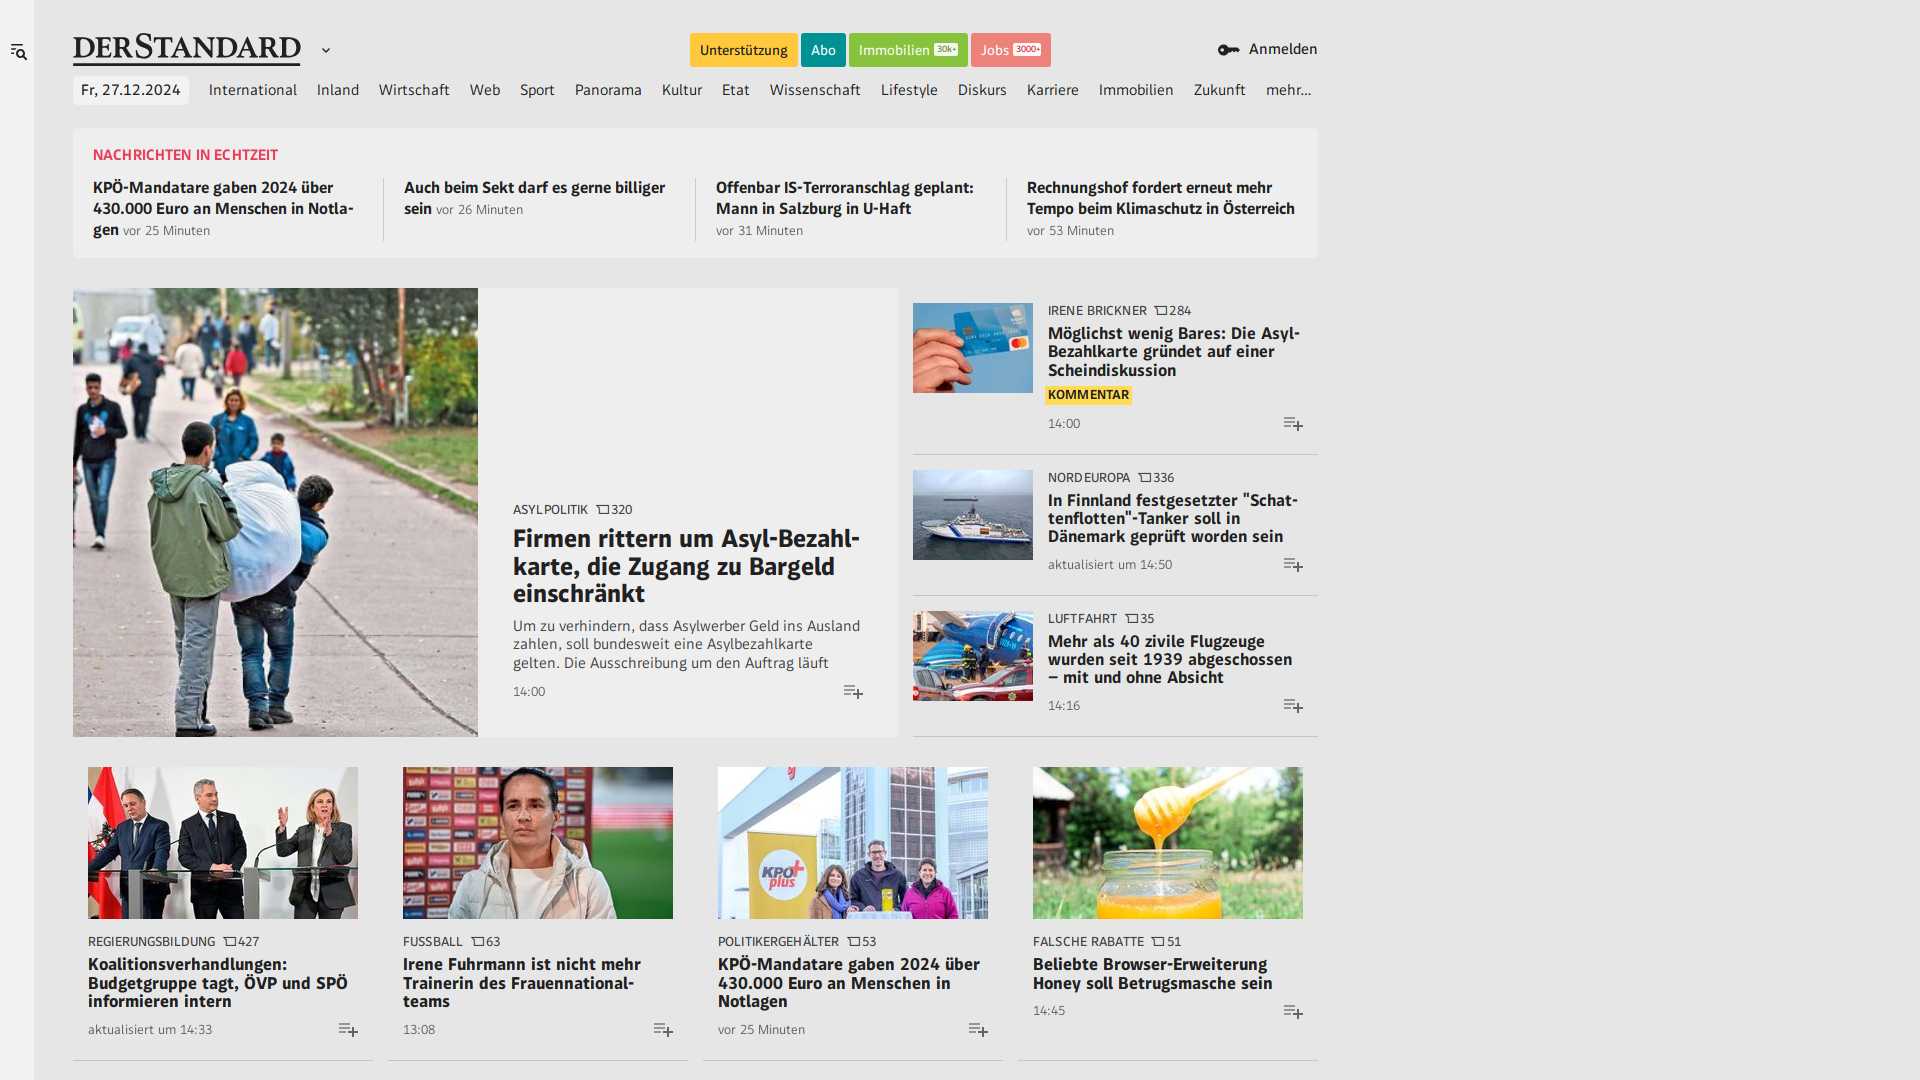 DERSTANDARD
Unterstützung Abo Immobilien 30k+ Jobs 3000+
Anmelden
Fr, 27.12.2024 International Inland Wirtschaft Web Sport Panorama Kultur Etat Wissenschaft Lifestyle Diskurs Karriere Immobilien Zukunft mehr...
NACHRICHTEN IN ECHTZEIT
KPÖ-Mandatare gaben 2024 über
430.000 Euro an Menschen in Notla-
gen vor 25 Minuten
Auch beim Sekt darf es gerne billiger
sein vor 26 Minuten
Offenbar IS-Terroranschlag geplant:
Mann in Salzburg in U-Haft
vor 31 Minuten
Rechnungshof fordert erneut mehr
Tempo beim Klimaschutz in Österreich
vor 53 Minuten
ASYLPOLITIK 320
Firmen rittern um Asyl-Bezahl-
karte, die Zugang zu Bargeld
einschränkt
Um zu verhindern, dass Asylwerber Geld ins Ausland
zahlen, soll bundesweit eine Asylbezahlkarte
gelten. Die Ausschreibung um den Auftrag läuft
14:00
IRENE BRICKNER 284
Möglichst wenig Bares: Die Asyl-
Bezahlkarte gründet auf einer
Scheindiskussion
KOMMENTAR
14:00
NORDEUROPA 336
In Finnland festgesetzter "Schat-
tenflotten"-Tanker soll in
Dänemark geprüft worden sein
aktualisiert um 14:50
LUFTFAHRT 35
Mehr als 40 zivile Flugzeuge
wurden seit 1939 abgeschossen
– mit und ohne Absicht
14:16
REGIERUNGSBILDUNG 427
Koalitionsverhandlungen:
Budgetgruppe tagt, ÖVP und SPÖ
informieren intern
aktualisiert um 14:33
FUSSBALL 63
Irene Fuhrmann ist nicht mehr
Trainerin des Frauennational-
teams
13:08
KPÖ
plus
POLITIKERGEHÄLTER 53
KPÖ-Mandatare gaben 2024 über
430.000 Euro an Menschen in
Notlagen
vor 25 Minuten
FALSCHE RABATTE 51
Beliebte Browser-Erweiterung
Honey soll Betrugsmasche sein
14:45